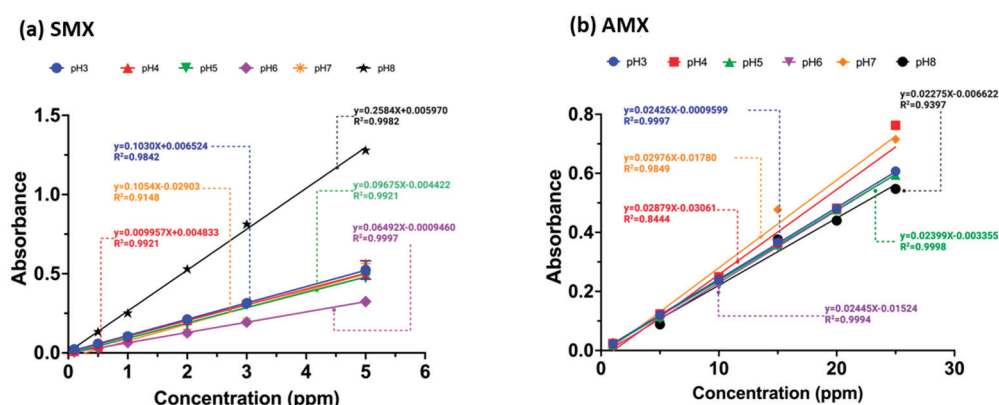 (a) SMX
pH3 pH4 pH5 pH6 pH7 pH8
Absorbance
1.5
1.0
0.5
0.0
y=0.2584X+0.005970
R²=0.9982
y=0.1030X+0.006524
R²=0.9842
y=0.1054X-0.02903
R²=0.9148
y=0.09675X-0.004422
R²=0.9921
y=0.009957X+0.004833
R²=0.9921
y=0.06492X-0.0009460
R²=0.9997
0 1 2 3 4 5 6
Concentration (ppm)
(b) AMX
pH3 pH4 pH5 pH6 pH7 pH8
Absorbance
0.8
0.6
0.4
0.2
0.0
y=0.02275X-0.006622
R²=0.9397
y=0.02426X-0.0009599
R²=0.9997
y=0.02976X-0.01780
R²=0.9849
y=0.02879X-0.03061
R²=0.8444
y=0.02399X-0.003355
R²=0.9998
y=0.02445X-0.01524
R²=0.9994
0 10 20 30
Concentration (ppm)